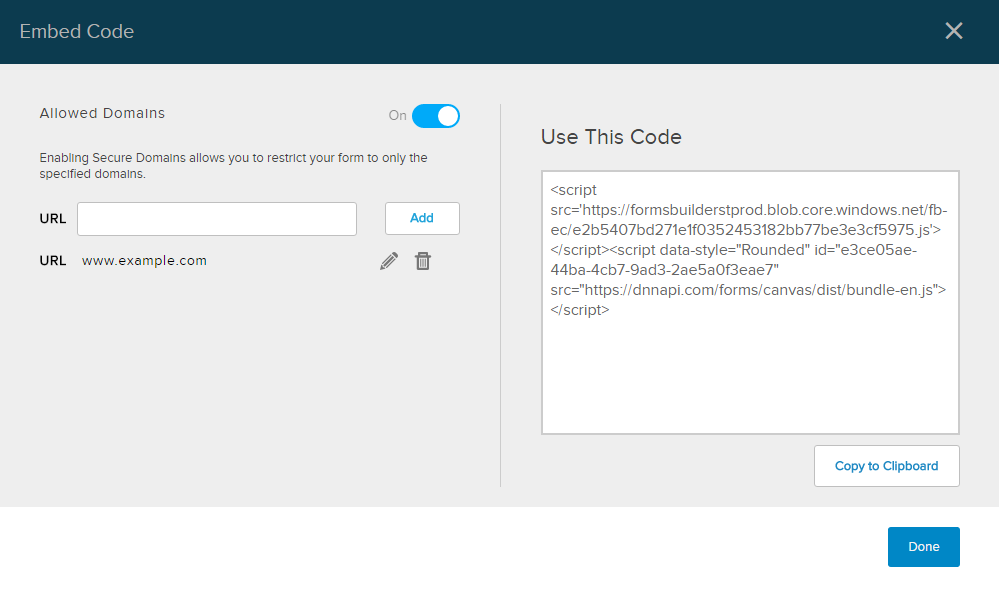 Embed Code
Allowed Domains
On
Enabling Secure Domains allows you to restrict your form to only the
specified domains.
URL
Add
URL www.example.com
Use This Code
<script
src='https://formsbuilderstprod.blob.core.windows.net/fb-
ec/e2b5407bd271e1f0352453182bb77be3e3cf5975.js'>
</script><script data-style="Rounded" id="e3ce05ae-
44ba-4cb7-9ad3-2ae5a0f3eae7"
src="https://dnnapi.com/forms/canvas/dist/bundle-en.js">
</script>
Copy to Clipboard
Done